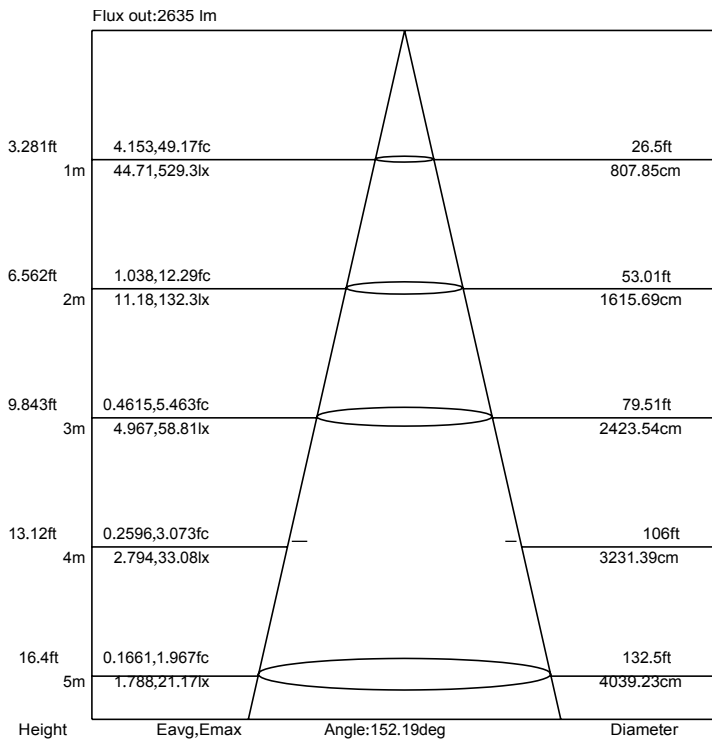 Flux out:2635 lm
3.281ft 4.153,49.17fc 26.5ft
1m 44.71,529.3lx 807.85cm
6.562ft 1.038,12.29fc 53.01ft
2m 11.18,132.3lx 1615.69cm
9.843ft 0.4615,5.463fc 79.51ft
3m 4.967,58.81lx 2423.54cm
13.12ft 0.2596,3.073fc 106ft
4m 2.794,33.08lx 3231.39cm
16.4ft 0.1661,1.967fc 132.5ft
5m 1.788,21.17lx 4039.23cm
Height Eavg,Emax Angle:152.19deg Diameter